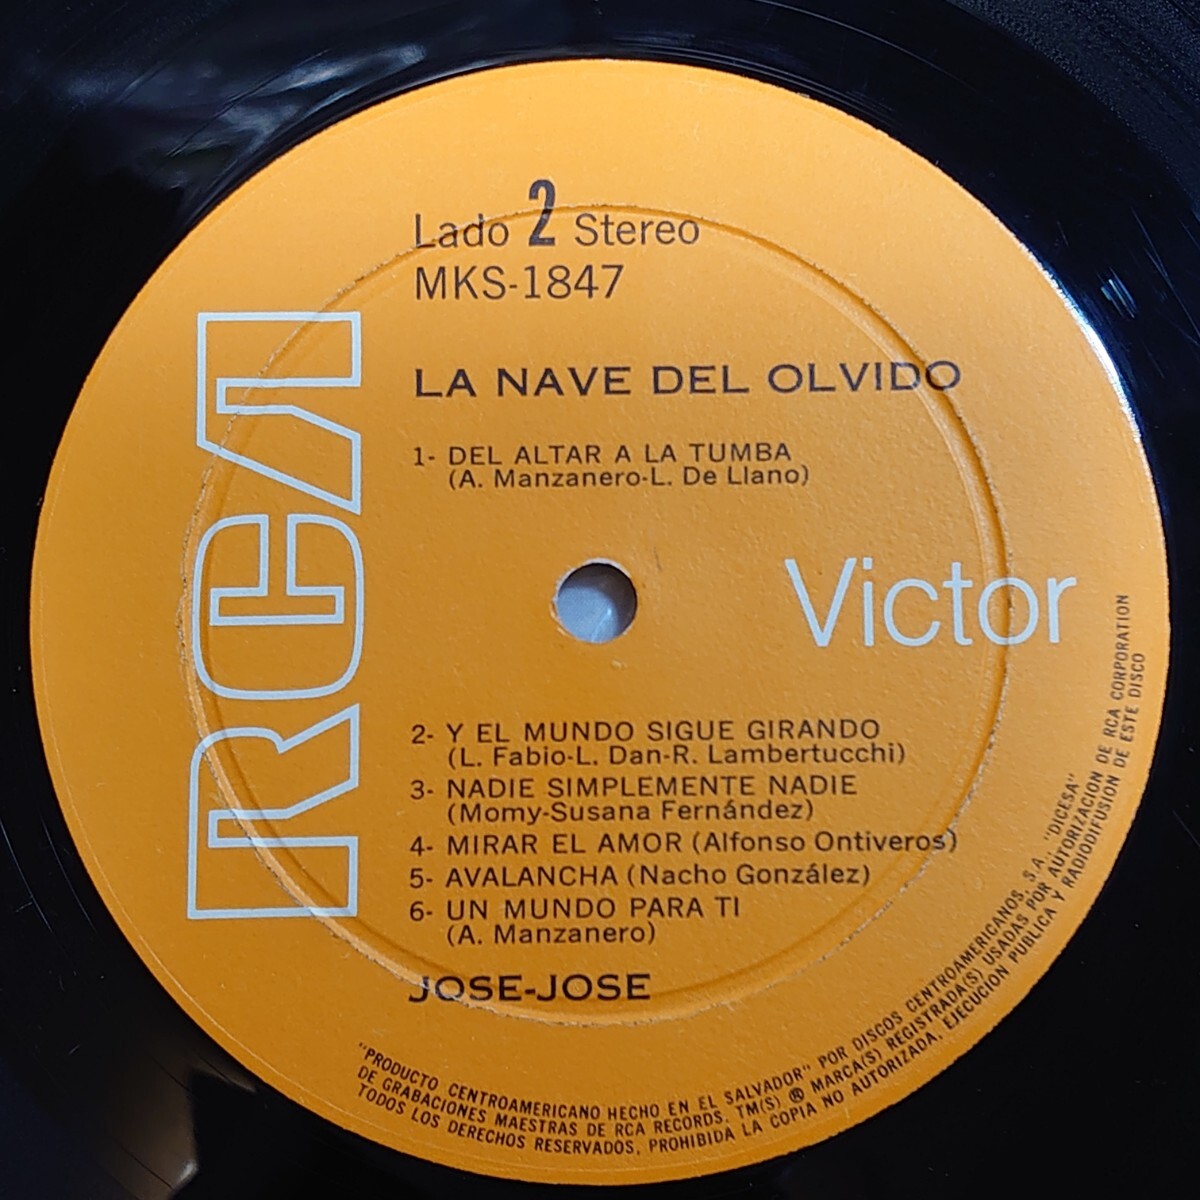 Lado 2 Stereo
MKS-1847
LA NAVE DEL OLVIDO
1- DEL ALTAR A LA TUMBA
(A. Manzanero-L. De Llano)
RCA
Victor
2- Y EL MUNDO SIGUE GIRANDO
(L. Fabio-L. Dan-R. Lambertucchi)
3- NADIE SIMPLEMENTE NADIE
(Momy-Susana Fernández)
4- MIRAR EL AMOR (Alfonso Ontiveros)
5- AVALANCHA (Nacho González)
6- UN MUNDO PARA TI
(A. Manzanero)
JOSE-JOSE
"PRODUCTO CENTROAMERICANO HECHO EN EL SALVADOR" POR DISCOS CENTROAMERICANOS, S.A. "DICESA"
DE GRABACIONES MAESTRAS DE RCA RECORDS. TM(S) ® MARCA(S) REGISTRADA(S) USADAS POR AUTORIZACION DE RCA CORPORATION
TODOS LOS DERECHOS RESERVADOS, PROHIBIDA LA COPIA NO AUTORIZADA, EJECUCION PUBLICA Y RADIODIFUSION DE ESTE DISCO